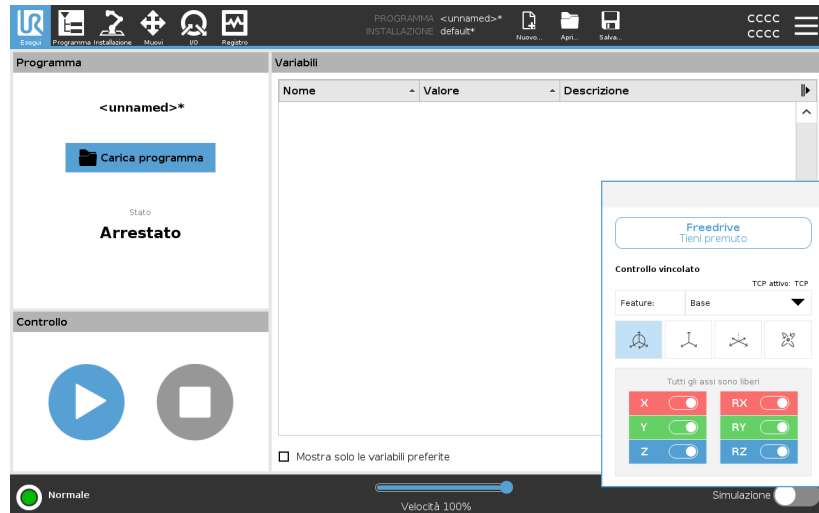 UR
PROGRAMMA <unnamed>*
INSTALLAZIONE default*
Esegui Programma Installazione Muovi I/O Registro
Nuovo... Apri... Salva...
cccc
cccc
Programma
Variabili
Nome Valore Descrizione
<unnamed>*
Carica programma
Stato
Arrestato
Freedrive
Tieni premuto
Controllo vincolato
TCP attivo: TCP
Feature: Base
Tutti gli assi sono liberi
X RX
Y RY
Z RZ
Controllo
Mostra solo le variabili preferite
Normale
Velocità 100%
Simulazione